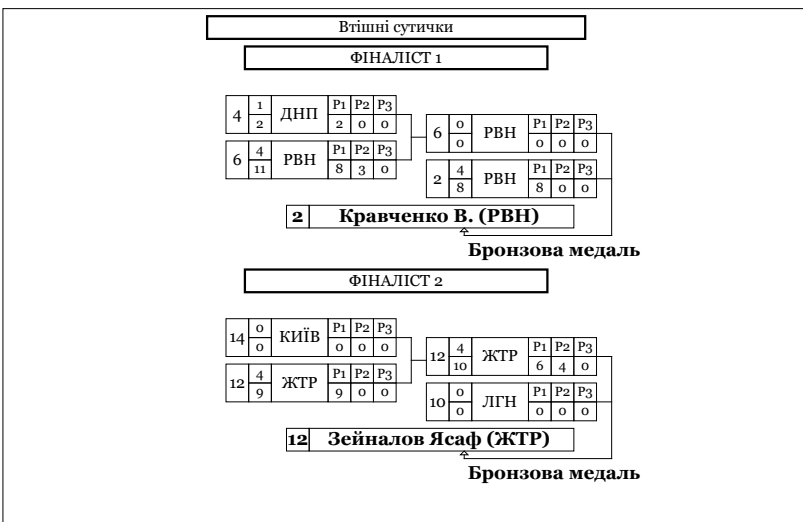 Втішні сутички
ФІНАЛІСТ 1
4 1 2 ДНП P1 P2 P3 2 0 0
6 4 11 РВН P1 P2 P3 8 3 0
6 0 0 РВН P1 P2 P3 0 0 0
2 4 8 РВН P1 P2 P3 8 0 0
2 Кравченко В. (РВН)
Бронзова медаль
ФІНАЛІСТ 2
14 0 0 КИЇВ P1 P2 P3 0 0 0
12 4 9 ЖТР P1 P2 P3 9 0 0
12 4 10 ЖТР P1 P2 P3 6 4 0
10 0 0 ЛГН P1 P2 P3 0 0 0
12 Зейналов Ясаф (ЖТР)
Бронзова медаль